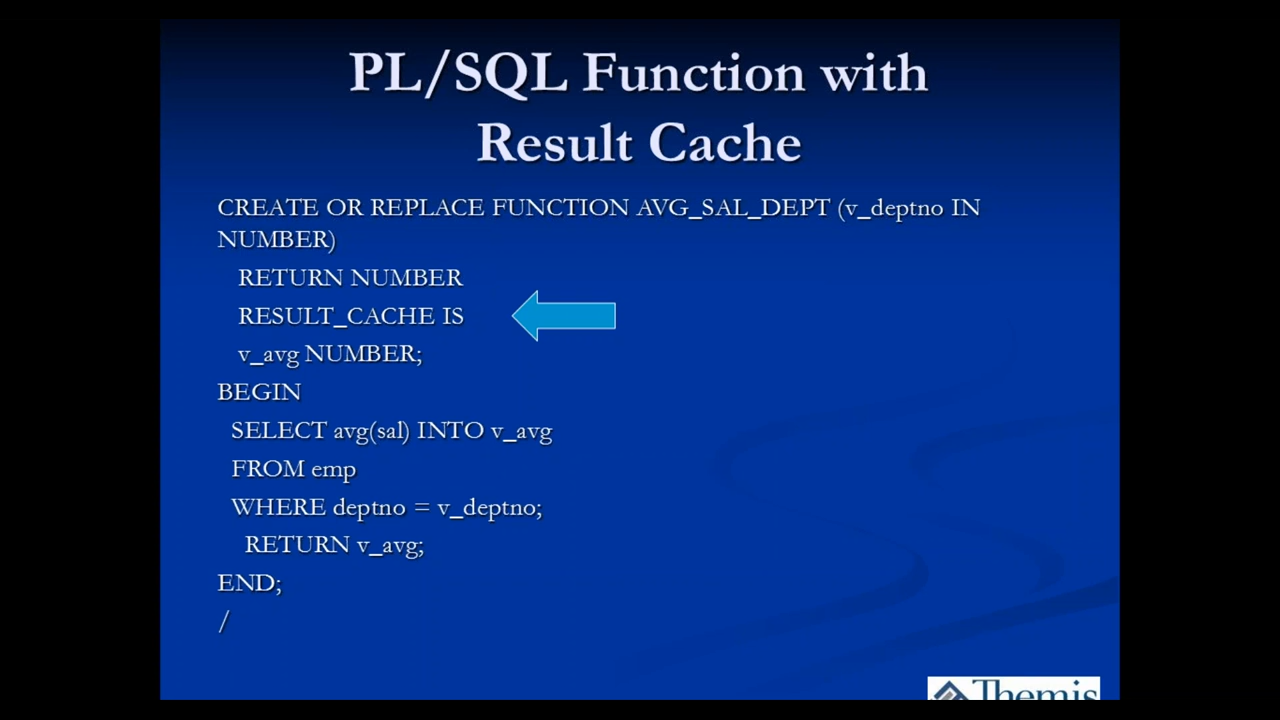 PL/SQL Function with
Result Cache
CREATE OR REPLACE FUNCTION AVG_SAL_DEPT (v_deptno IN
NUMBER)
RETURN NUMBER
RESULT_CACHE IS
v_avg NUMBER;
BEGIN
SELECT avg(sal) INTO v_avg
FROM emp
WHERE deptno = v_deptno;
RETURN v_avg;
END;
/
Themis